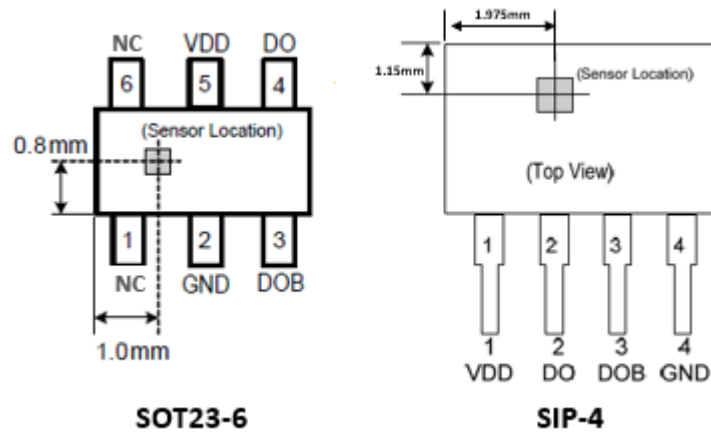 NC VDD DO
6 5 4
(Sensor Location)
0.8mm
1 2 3
NC GND DOB
1.0mm
SOT23-6
1.975mm
1.15mm
(Sensor Location)
(Top View)
1 2 3 4
1 2 3 4
VDD DO DOB GND
SIP-4